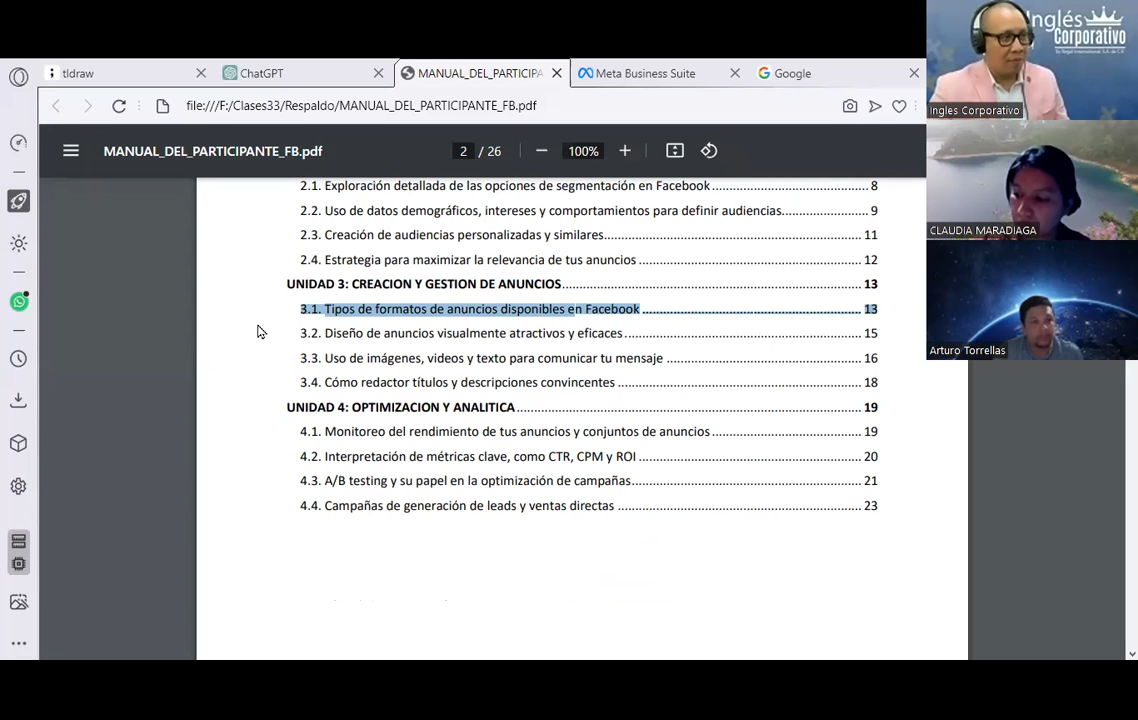 tldraw
ChatGPT
MANUAL_DEL_PARTICIPA
Meta Business Suite
Google
file:///F:/Clases33/Respaldo/MANUAL_DEL_PARTICIPANTE_FB.pdf
MANUAL_DEL_PARTICIPANTE_FB.pdf
2 / 26
100%
2.1. Exploración detallada de las opciones de segmentación en Facebook 8
2.2. Uso de datos demográficos, intereses y comportamientos para definir audiencias. 9
2.3. Creación de audiencias personalizadas y similares 11
2.4. Estrategia para maximizar la relevancia de tus anuncios 12
UNIDAD 3: CREACION Y GESTION DE ANUNCIOS 13
3.1. Tipos de formatos de anuncios disponibles en Facebook 13
3.2. Diseño de anuncios visualmente atractivos y eficaces 15
3.3. Uso de imágenes, videos y texto para comunicar tu mensaje 16
3.4. Cómo redactor títulos y descripciones convincentes 18
UNIDAD 4: OPTIMIZACION Y ANALITICA 19
4.1. Monitoreo del rendimiento de tus anuncios y conjuntos de anuncios 19
4.2. Interpretación de métricas clave, como CTR, CPM y ROI 20
4.3. A/B testing y su papel en la optimización de campañas 21
4.4. Campañas de generación de leads y ventas directas 23
Inglés
Corporativo
Ingles Corporativo
CLAUDIA MARADIAGA
Arturo Torrellas